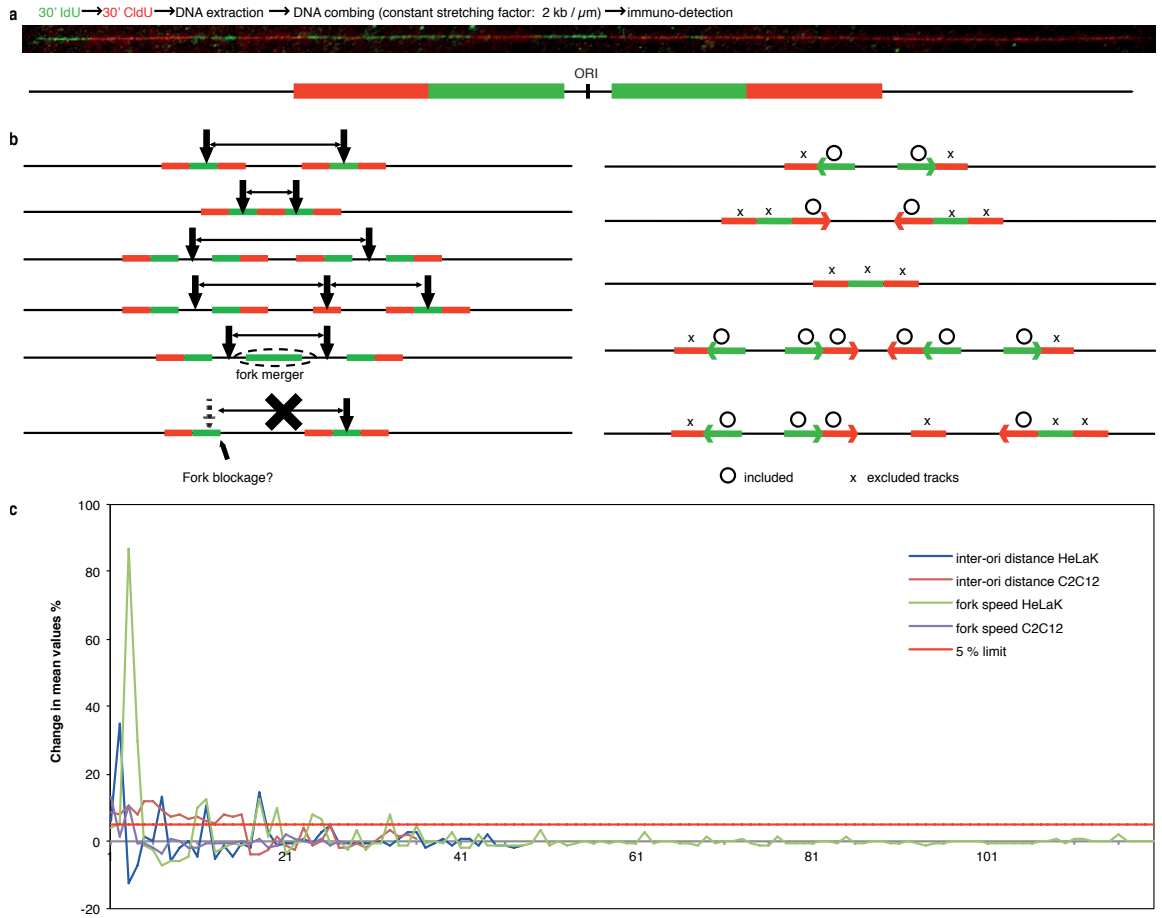 a
30' IdU→30' CldU→DNA extraction → DNA combing (constant stretching factor: 2 kb / µm) →immuno-detection
ORI
b
fork merger
Fork blockage?
x x
x x x x
x x x
x x
x x x x
included x excluded tracks
c
Change in mean values %
100
80
60
40
20
0
-20
1 21 41 61 81 101
inter-ori distance HeLaK
inter-ori distance C2C12
fork speed HeLaK
fork speed C2C12
5 % limit